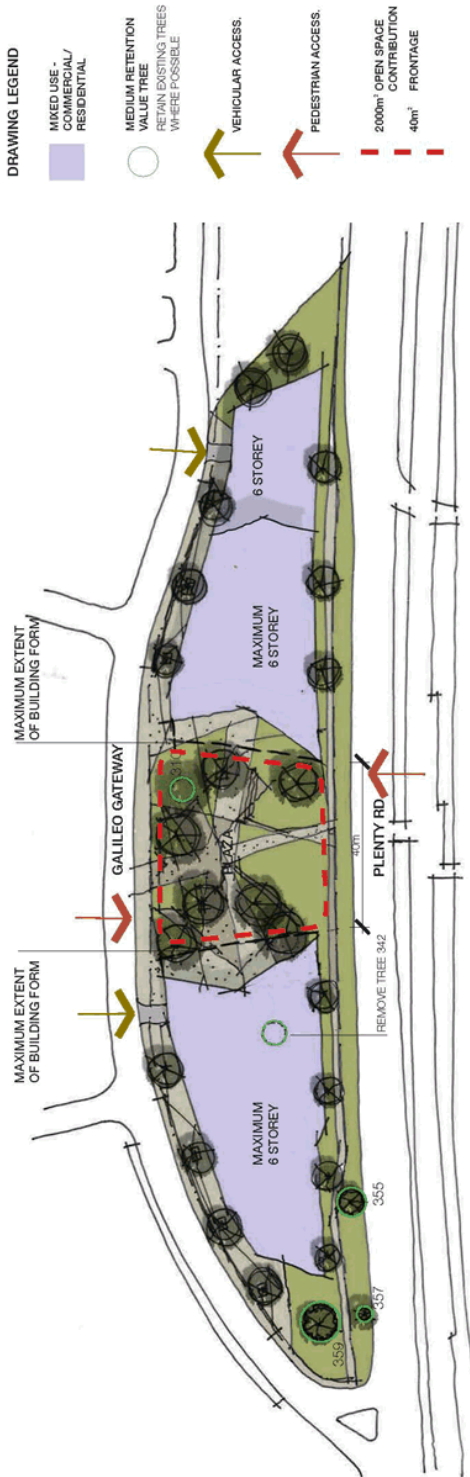 MAXIMUM EXTENT
OF BUILDING FORM
GALILEO GATEWAY
MAXIMUM EXTENT
OF BUILDING FORM
310
PLAZA
MAXIMUM
6 STOREY
MAXIMUM
6 STOREY
6 STOREY
359
357
355
REMOVE TREE 342
40m
PLENTY RD
DRAWING LEGEND
MIXED USE -
COMMERCIAL/
RESIDENTIAL
MEDIUM RETENTION
VALUE TREE
RETAIN EXISTING TREES
WHERE POSSIBLE
VEHICULAR ACCESS.
PEDESTRIAN ACCESS.
2000m² OPEN SPACE
CONTRIBUTION
40m² FRONTAGE